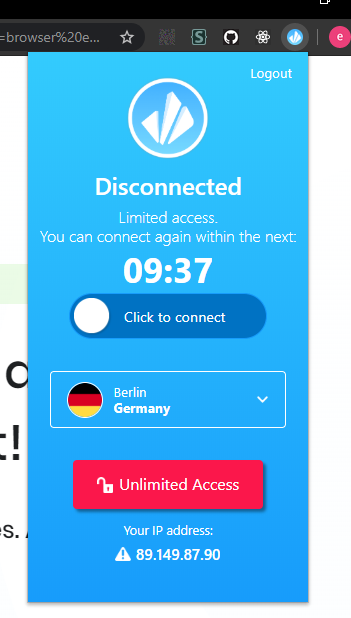 =browser%20e...
S
e
Logout
Disconnected
Limited access.
You can connect again within the next:
09:37
Click to connect
Berlin
Germany
Unlimited Access
t!
es. A
Your IP address:
89.149.87.90